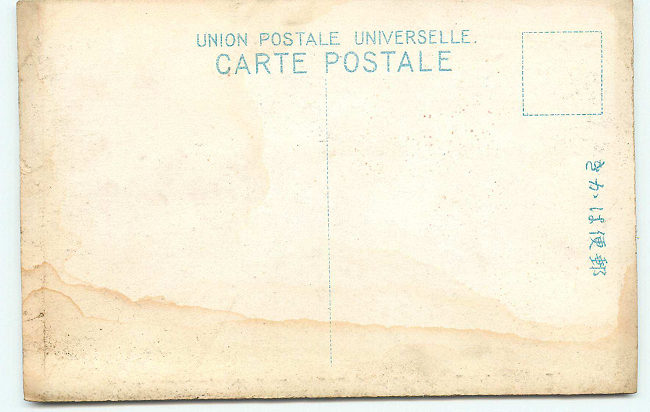 UNION POSTALE UNIVERSELLE.
CARTE POSTALE
郵便はかき